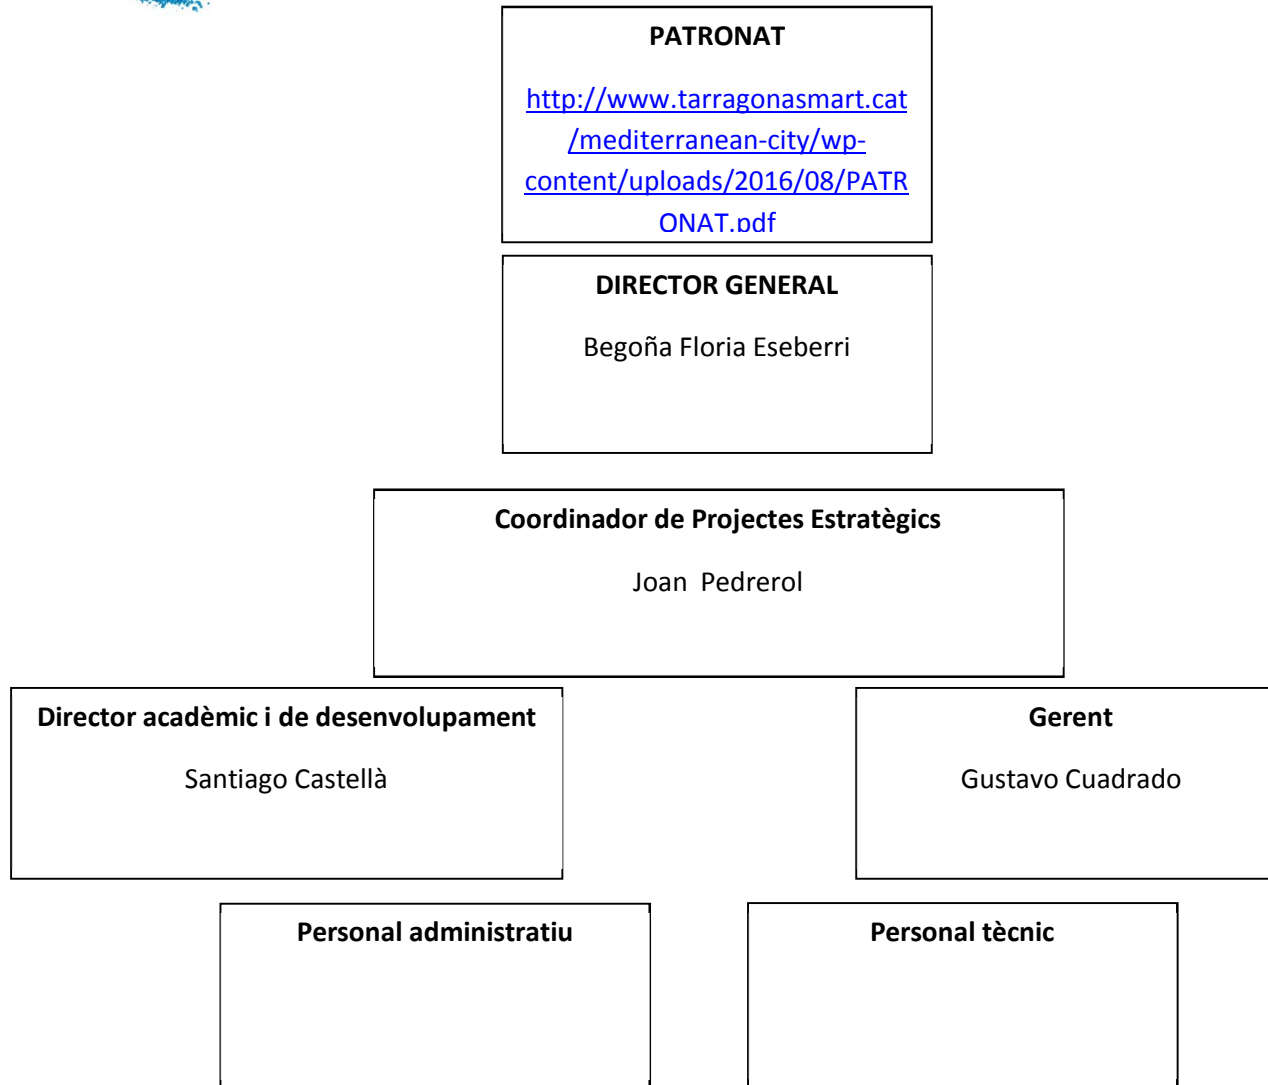 PATRONAT
http://www.tarragonasmart.cat
/mediterranean-city/wp-
content/uploads/2016/08/PATR
ONAT.pdf
DIRECTOR GENERAL
Begoña Floria Eseberri
Coordinador de Projectes Estratègics
Joan Pedrerol
Director acadèmic i de desenvolupament
Santiago Castellà
Gerent
Gustavo Cuadrado
Personal administratiu
Personal tècnic